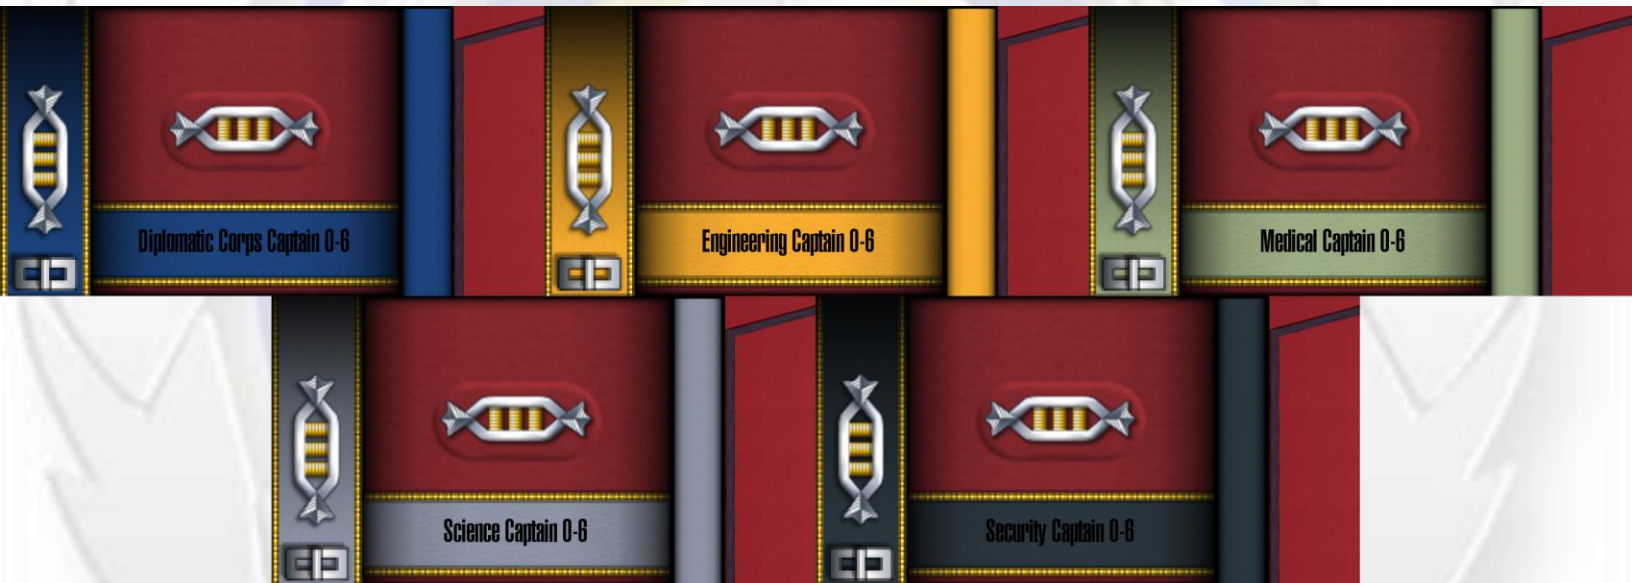 Diplomatic Corps Captain O-6
Engineering Captain O-6
Medical Captain O-6
Science Captain O-6
Security Captain O-6